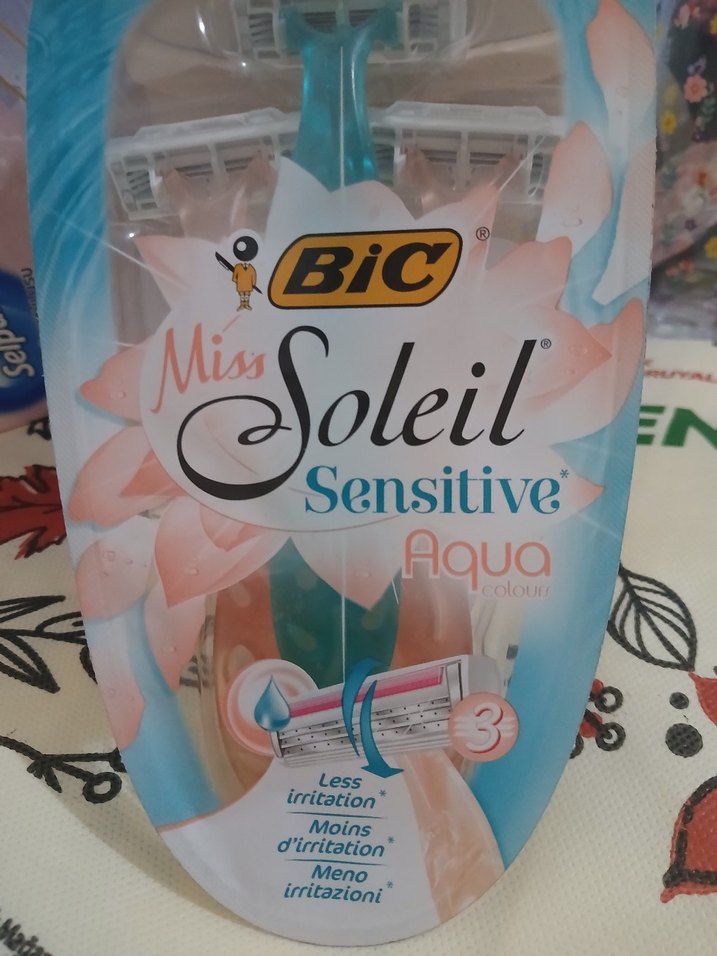 BiC®
Miss
Soleil®
Sensitive*
Aqua
colours
3
Less
irritation*
Moins
d'irritation*
Meno
irritazioni*